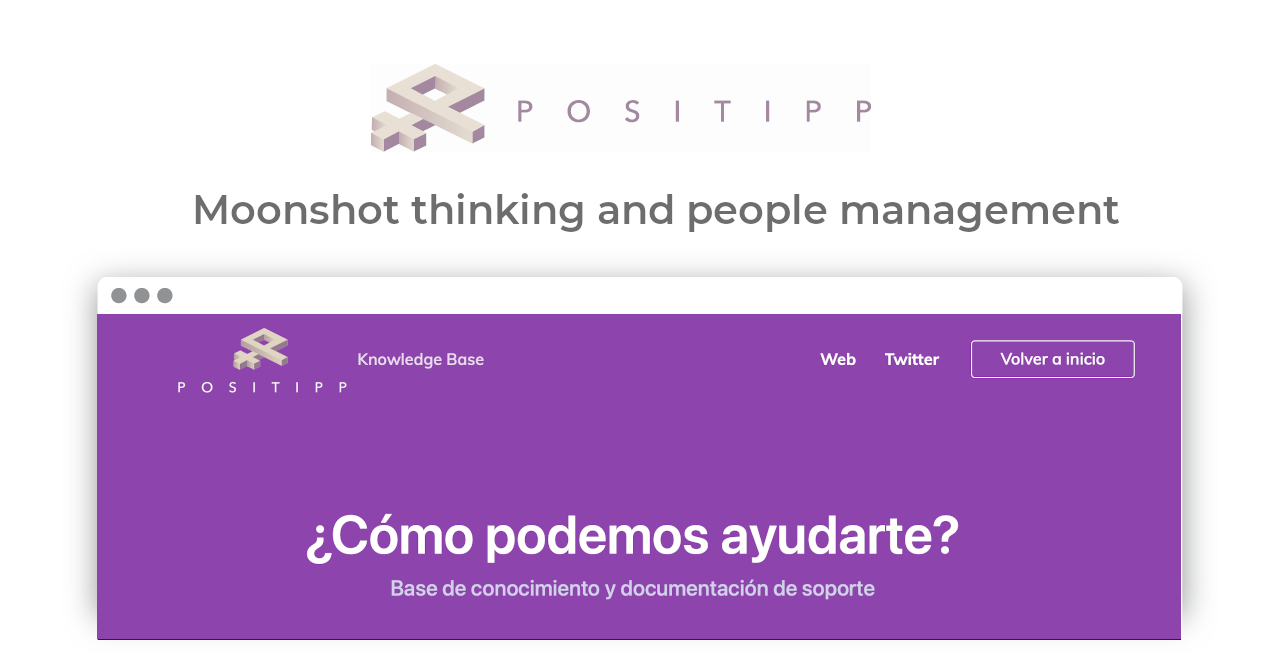 POSITIPP
Moonshot thinking and people management
POSITIPP
Knowledge Base
Web
Twitter
Volver a inicio
¿Cómo podemos ayudarte?
Base de conocimiento y documentación de soporte